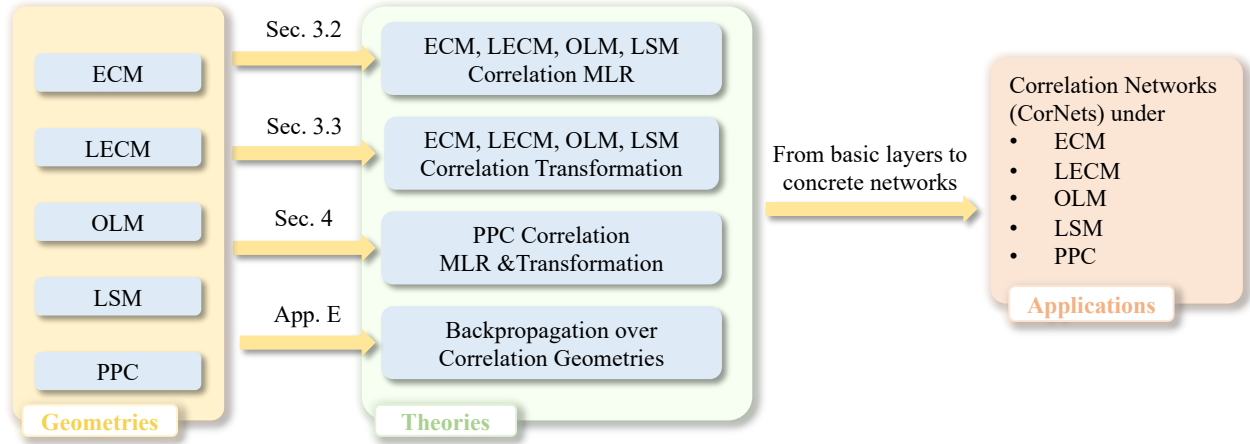 ECM
LECM
OLM
LSM
PPC
Geometries
Sec. 3.2
Sec. 3.3
Sec. 4
App. E
ECM, LECM, OLM, LSM
Correlation MLR
ECM, LECM, OLM, LSM
Correlation Transformation
PPC Correlation
MLR &Transformation
Backpropagation over
Correlation Geometries
Theories
From basic layers to
concrete networks
Correlation Networks
(CorNets) under
• ECM
• LECM
• OLM
• LSM
• PPC
Applications